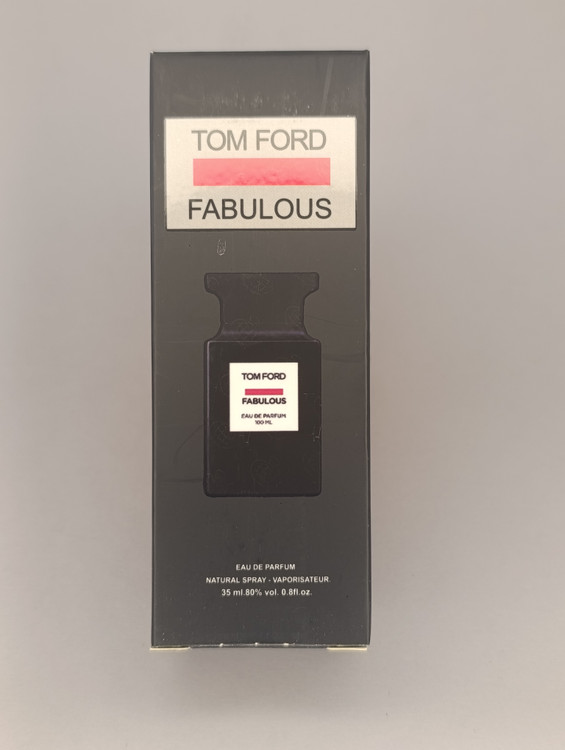 TOM FORD
FABULOUS
TOM FORD
FABULOUS
EAU DE PARFUM
100 ML
EAU DE PARFUM
NATURAL SPRAY - VAPORISATEUR
35 ml.80% vol. 0.8fl.oz.